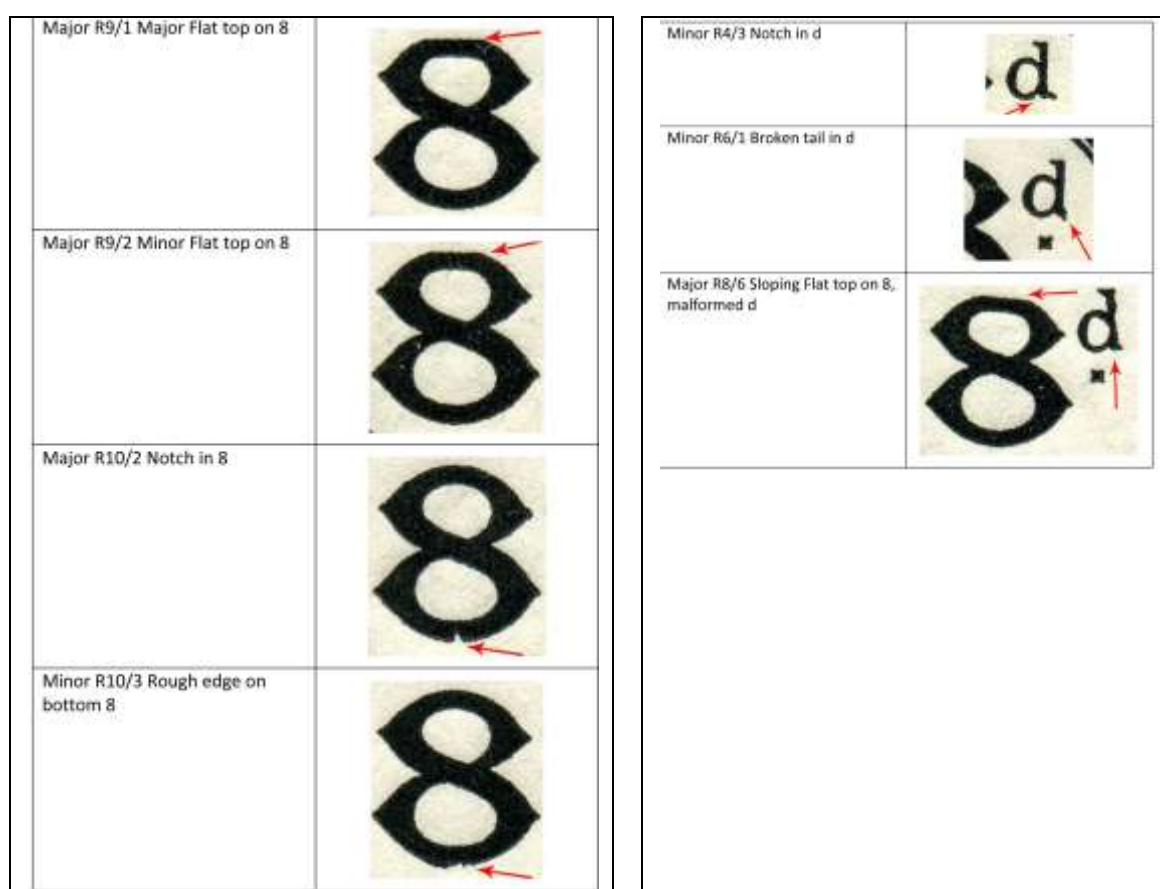 Major R9/1 Major Flat top on 8
8
Major R9/2 Minor Flat top on 8
8
Major R10/2 Notch in 8
8
Minor R10/3 Rough edge on
bottom 8
8
Minor R4/3 Notch in d
d
Minor R6/1 Broken tail in d
d
Major R8/6 Sloping Flat top on 8,
malformed d
8 d